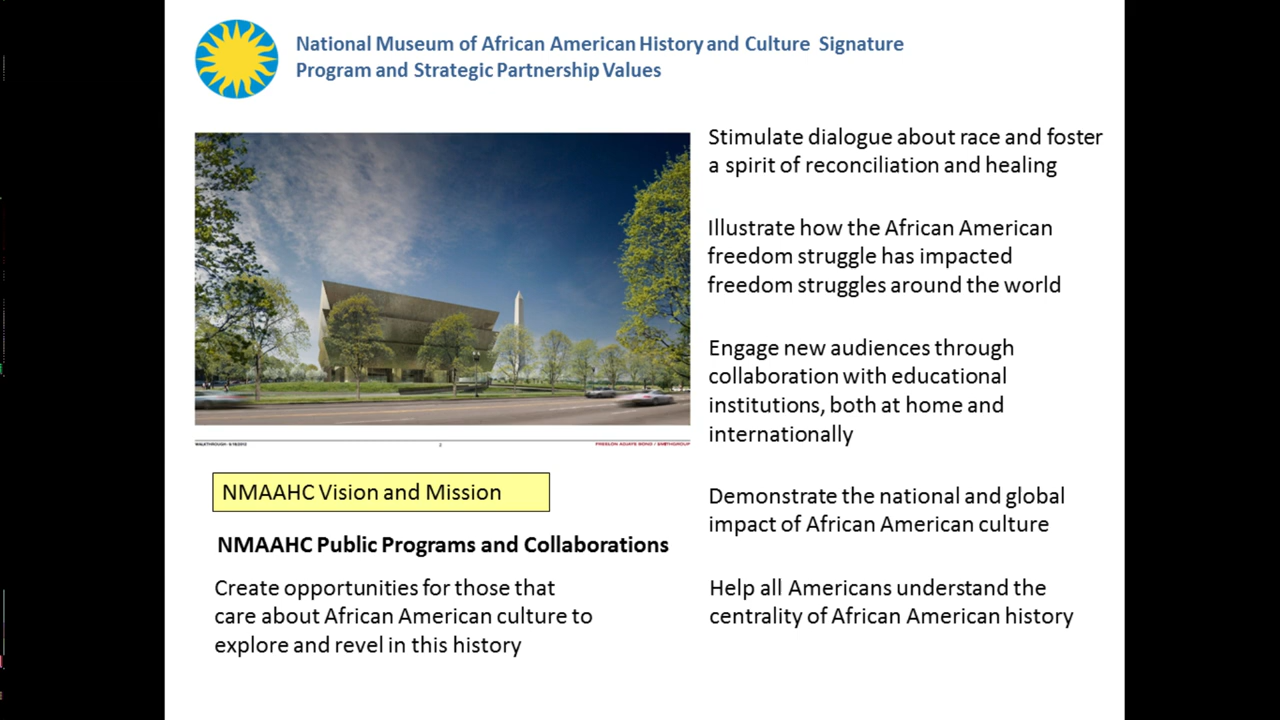 National Museum of African American History and Culture Signature
Program and Strategic Partnership Values
Stimulate dialogue about race and foster
a spirit of reconciliation and healing
Illustrate how the African American
freedom struggle has impacted
freedom struggles around the world
Engage new audiences through
collaboration with educational
institutions, both at home and
internationally
Demonstrate the national and global
impact of African American culture
Help all Americans understand the
centrality of African American history
2
NMAAHC Vision and Mission
NMAAHC Public Programs and Collaborations
Create opportunities for those that
care about African American culture to
explore and revel in this history